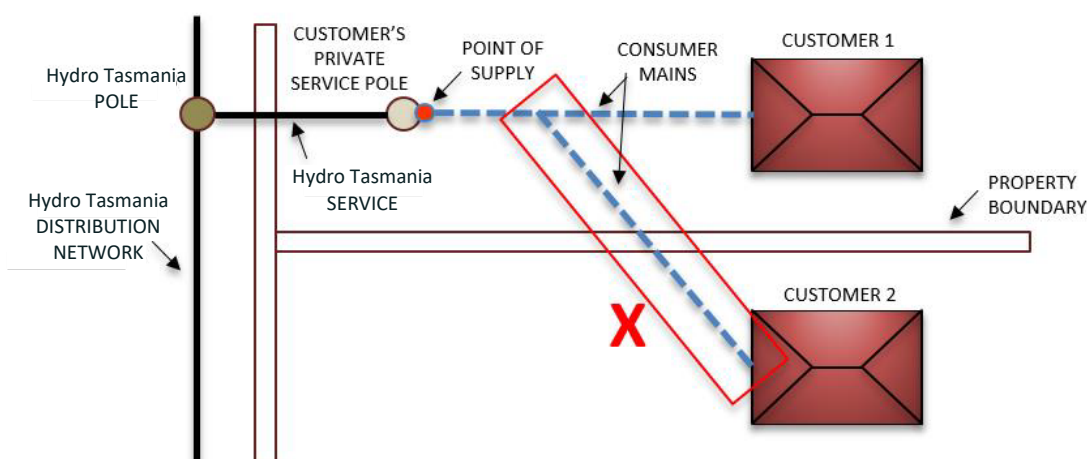 CUSTOMER'S
PRIVATE
SERVICE POLE
POINT OF
SUPPLY
CONSUMER
MAINS
CUSTOMER 1
Hydro Tasmania
POLE
Hydro Tasmania
SERVICE
PROPERTY
BOUNDARY
Hydro Tasmania
DISTRIBUTION
NETWORK
CUSTOMER 2
X